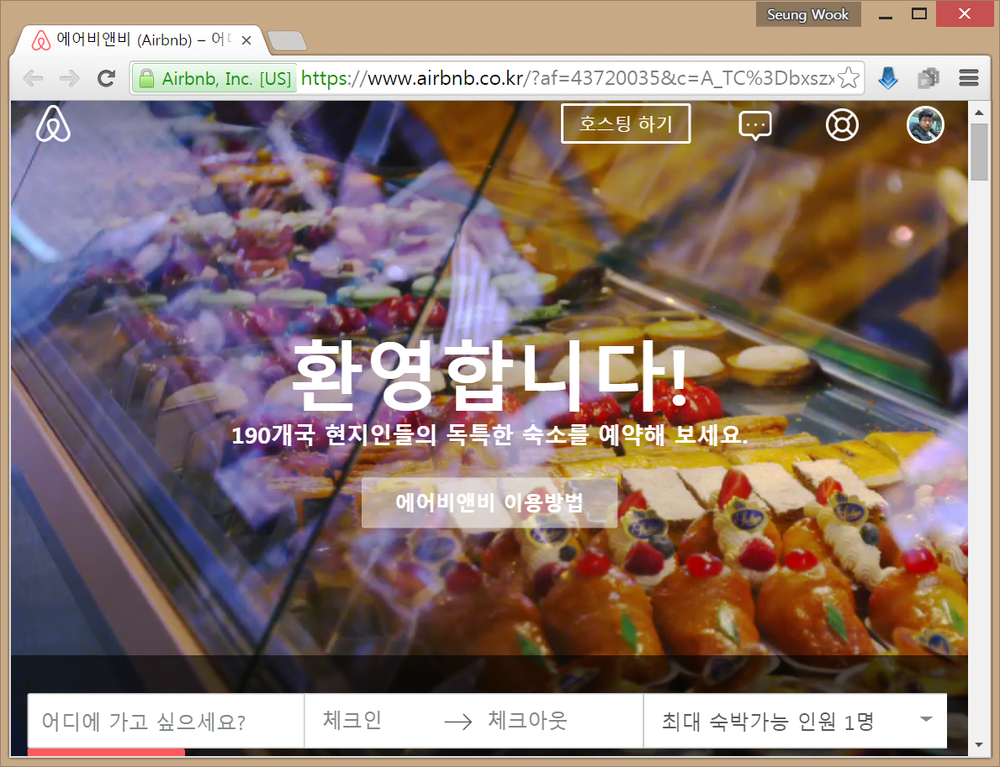 Seung Wook
에어비앤비 (Airbnb) – 어
Airbnb, Inc. [US] https://www.airbnb.co.kr/?af=43720035&c=A_TC%3Dbxszx
호스팅 하기
환영합니다!
190개국 현지인들의 독특한 숙소를 예약해 보세요.
에어비앤비 이용방법
어디에 가고 싶으세요? 체크인 → 체크아웃 최대 숙박가능 인원 1명